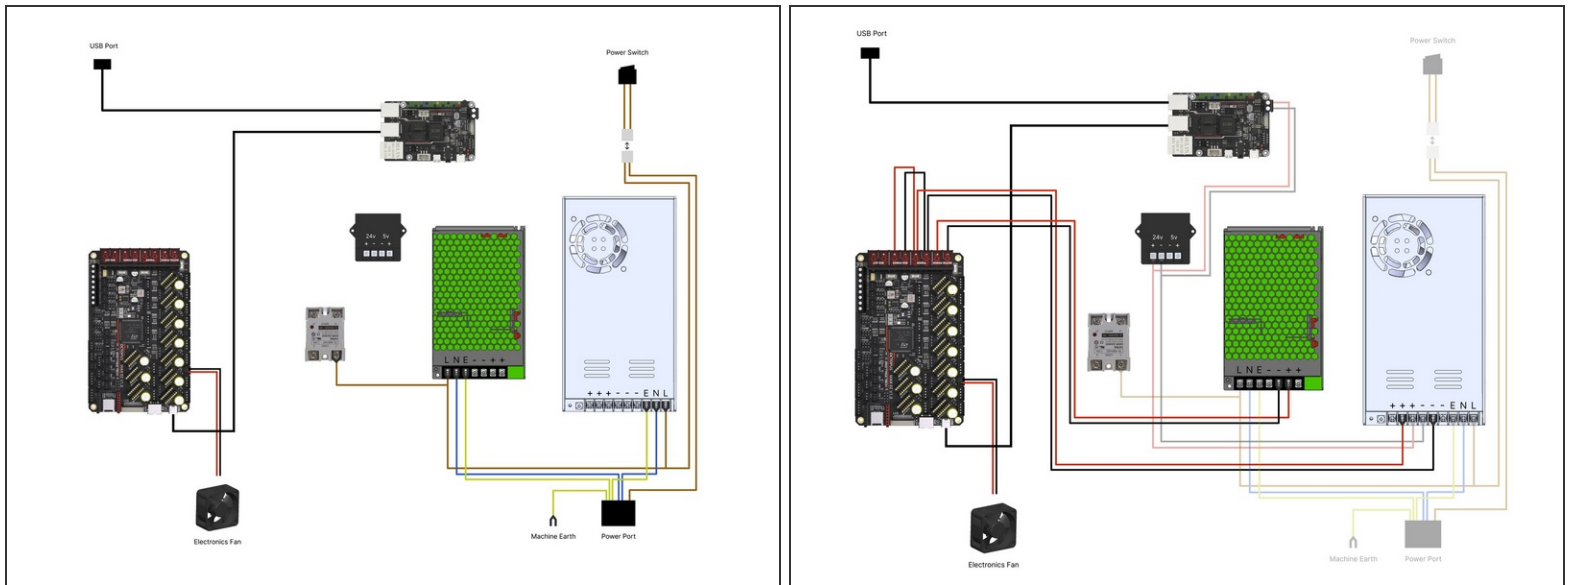 USB Port
Power Switch
24v 5v
+ - - +
L N E - - + +
+ + + - - - E N L
Machine Earth
Power Port
Electronics Fan
USB Port
Power Switch
24v 5v
+ - - +
L N E - - + +
+ + + - - - E N L
Machine Earth
Power Port
Electronics Fan